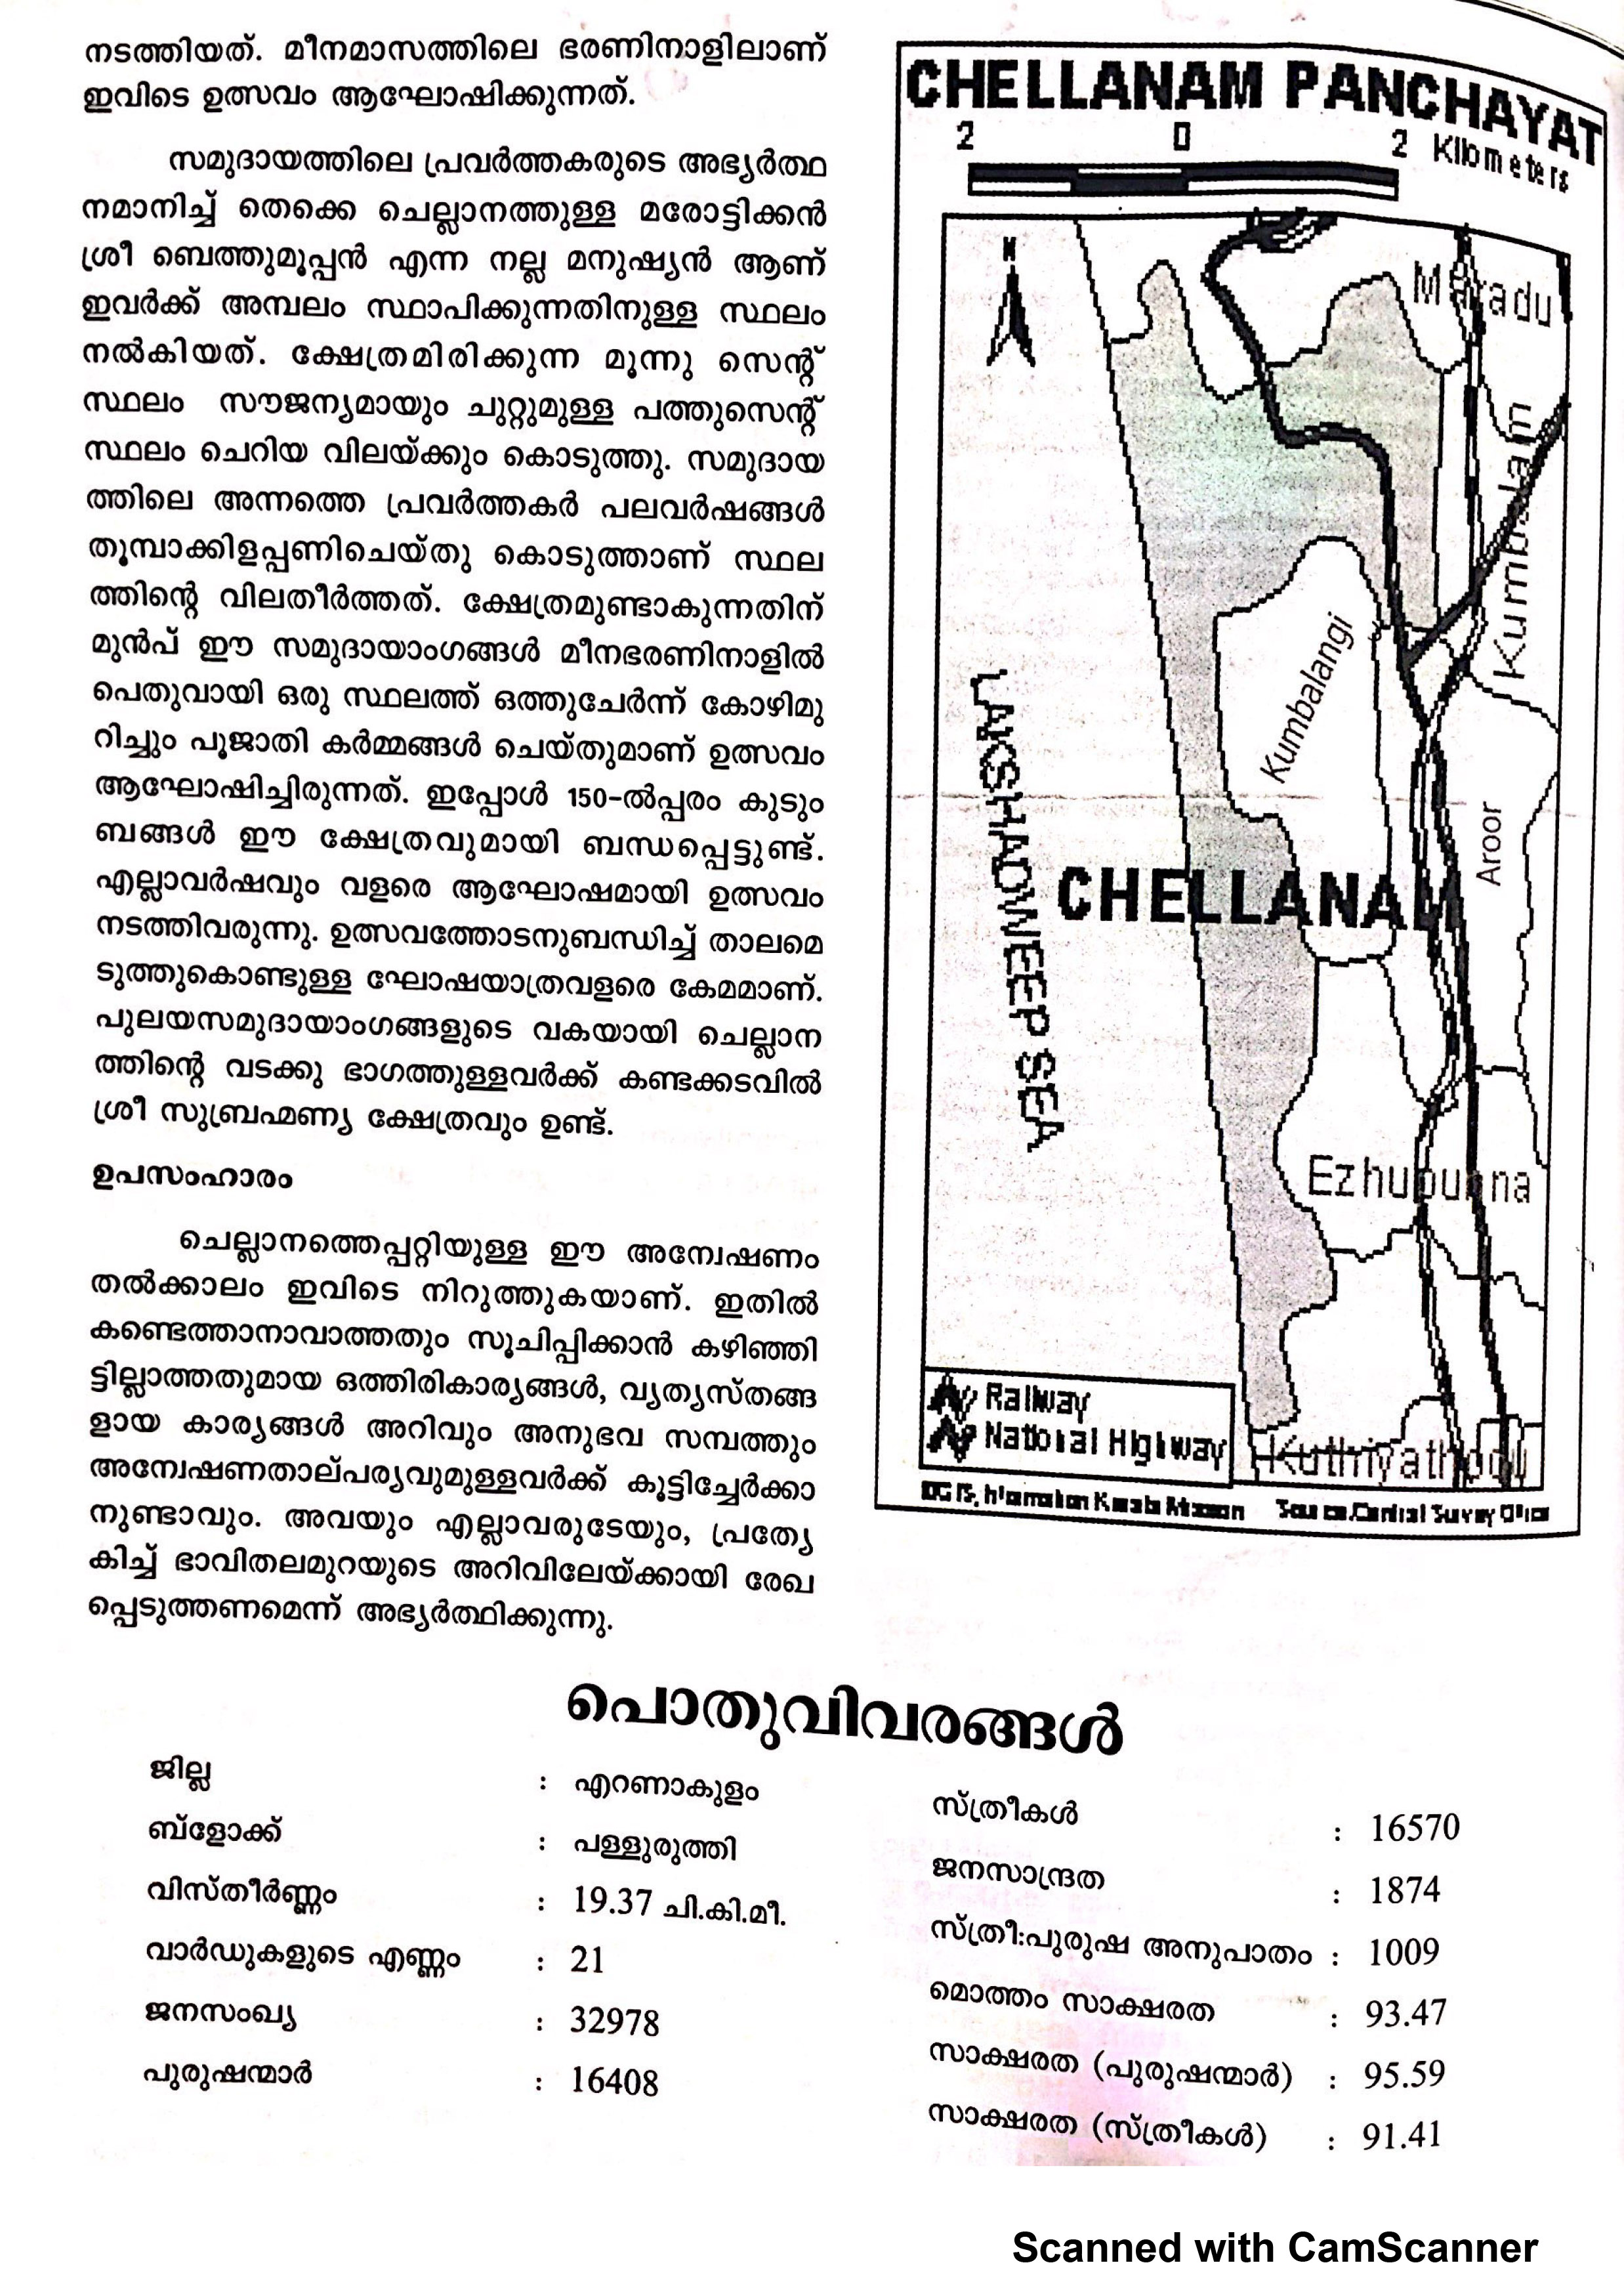 നടത്തിയത്. മീനമാസത്തിലെ ഭരണിനാളിലാണ്
ഇവിടെ ഉത്സവം ആഘോഷിക്കുന്നത്.
സമുദായത്തിലെ പ്രവർത്തകരുടെ അഭ്യർത്ഥ
നമാനിച്ച് തെക്കെ ചെല്ലാനത്തുള്ള മരോട്ടിക്കൻ
ശ്രീ ബെത്തുമൂപ്പൻ എന്ന നല്ല മനുഷ്യൻ ആണ്
ഇവർക്ക് അമ്പലം സ്ഥാപിക്കുന്നതിനുള്ള സ്ഥലം
നൽകിയത്. ക്ഷേത്രമിരിക്കുന്ന മൂന്നു സെന്റ്
സ്ഥലം സൗജന്യമായും ചുറ്റുമുള്ള പത്തുസെന്റ്
സ്ഥലം ചെറിയ വിലയ്ക്കും കൊടുത്തു. സമുദായ
ത്തിലെ അന്നത്തെ പ്രവർത്തകർ പലവർഷങ്ങൾ
തൂമ്പാക്കിളപ്പണിചെയ്തു കൊടുത്താണ് സ്ഥല
ത്തിന്റെ വിലതീർത്തത്. ക്ഷേത്രമുണ്ടാകുന്നതിന്
മുൻപ് ഈ സമുദായാംഗങ്ങൾ മീനഭരണിനാളിൽ
പെതുവായി ഒരു സ്ഥലത്ത് ഒത്തുചേർന്ന് കോഴിമു
റിച്ചും പൂജാതി കർമ്മങ്ങൾ ചെയ്തുമാണ് ഉത്സവം
ആഘോഷിച്ചിരുന്നത്. ഇപ്പോൾ 150-ൽപ്പരം കുടും
ബങ്ങൾ ഈ ക്ഷേത്രവുമായി ബന്ധപ്പെട്ടുണ്ട്.
എല്ലാവർഷവും വളരെ ആഘോഷമായി ഉത്സവം
നടത്തിവരുന്നു. ഉത്സവത്തോടനുബന്ധിച്ച് താലമെ
ടുത്തുകൊണ്ടുള്ള ഘോഷയാത്രവളരെ കേമമാണ്.
പുലയസമുദായാംഗങ്ങളുടെ വകയായി ചെല്ലാന
ത്തിന്റെ വടക്കു ഭാഗത്തുള്ളവർക്ക് കണ്ടക്കടവിൽ
ശ്രീ സുബ്രഹ്മണ്യ ക്ഷേത്രവും ഉണ്ട്.
ഉപസംഹാരം
ചെല്ലാനത്തെപ്പറ്റിയുള്ള ഈ അന്വേഷണം
തൽക്കാലം ഇവിടെ നിറുത്തുകയാണ്. ഇതിൽ
കണ്ടെത്താനാവാത്തതും സൂചിപ്പിക്കാൻ കഴിഞ്ഞി
ട്ടില്ലാത്തതുമായ ഒത്തിരികാര്യങ്ങൾ, വ്യത്യസ്തങ്ങ
ളായ കാര്യങ്ങൾ അറിവും അനുഭവ സമ്പത്തും
അന്വേഷണതാല്പര്യവുമുള്ളവർക്ക് കൂട്ടിച്ചേർക്കാ
നുണ്ടാവും. അവയും എല്ലാവരുടേയും, പ്രത്യേ
കിച്ച് ഭാവിതലമുറയുടെ അറിവിലേയ്ക്കായി രേഖ
പ്പെടുത്തണമെന്ന് അഭ്യർത്ഥിക്കുന്നു.
CHELLANAM PANCHAYAT
2 0 2 Kilometers
N
Maradu
Kumbalam
Kumbalangi
LAKSHADWEEP SEA
Aroor
CHELLANAM
Ezhupunna
Railway
National Highway
Kuthiyathodu
Information Kerala Mission Source:Central Survey Office
പൊതുവിവരങ്ങൾ
ജില്ല : എറണാകുളം
ബ്ളോക്ക് : പള്ളുരുത്തി
വിസ്തീർണ്ണം : 19.37 ച.കി.മീ.
വാർഡുകളുടെ എണ്ണം : 21
ജനസംഖ്യ : 32978
പുരുഷന്മാർ : 16408
സ്ത്രീകൾ : 16570
ജനസാന്ദ്രത : 1874
സ്ത്രീ:പുരുഷ അനുപാതം : 1009
മൊത്തം സാക്ഷരത : 93.47
സാക്ഷരത (പുരുഷന്മാർ) : 95.59
സാക്ഷരത (സ്ത്രീകൾ) : 91.41
Scanned with CamScanner